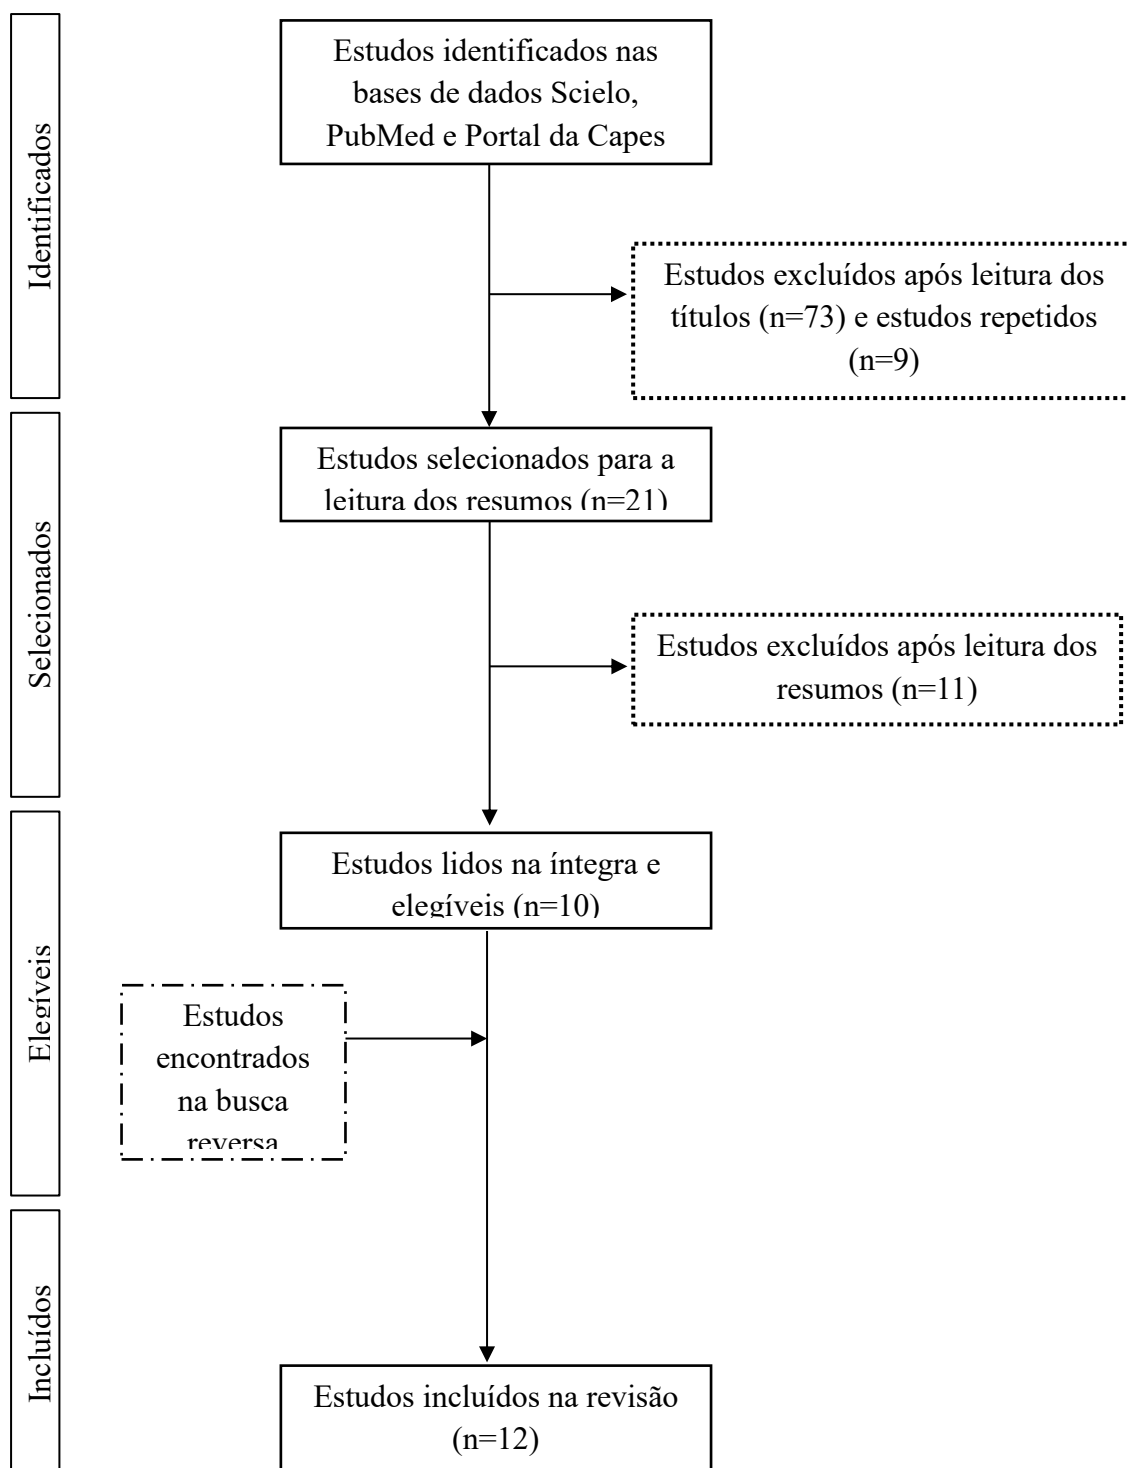 Identificados
Estudos identificados nas
bases de dados Scielo,
PubMed e Portal da Capes
Estudos excluídos após leitura dos
títulos (n=73) e estudos repetidos
(n=9)
Selecionados
Estudos selecionados para a
leitura dos resumos (n=21)
Estudos excluídos após leitura dos
resumos (n=11)
Elegíveis
Estudos lidos na íntegra e
elegíveis (n=10)
Estudos
encontrados
na busca
reversa
Incluídos
Estudos incluídos na revisão
(n=12)